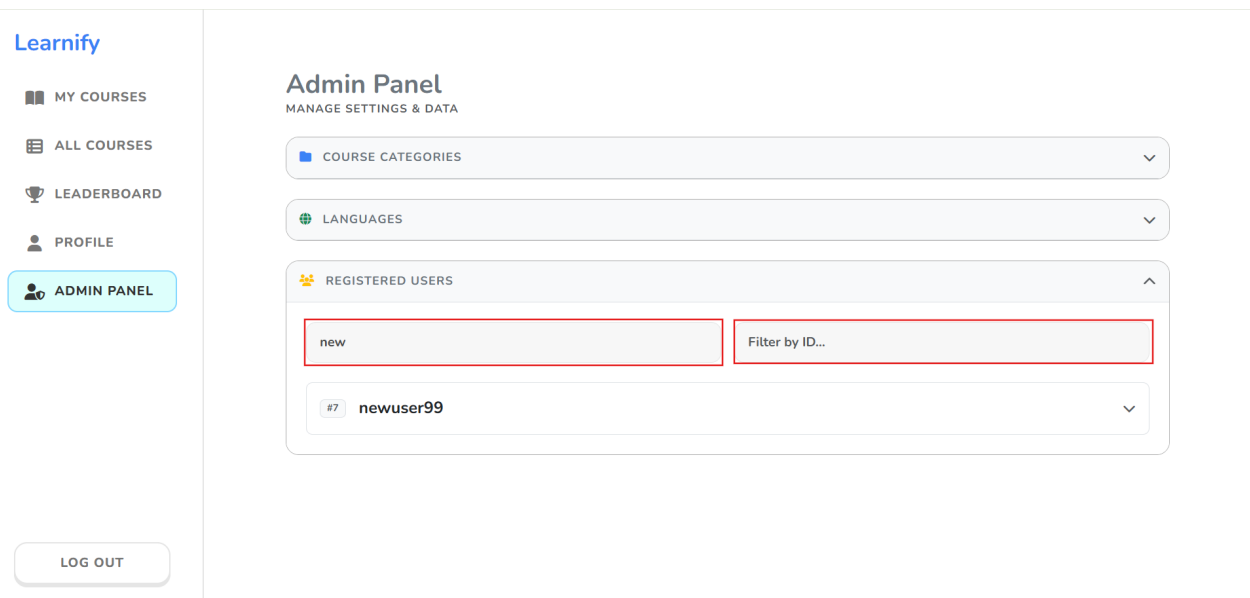 Learnify
MY COURSES
ALL COURSES
LEADERBOARD
PROFILE
ADMIN PANEL
LOG OUT
Admin Panel
MANAGE SETTINGS & DATA
COURSE CATEGORIES
LANGUAGES
REGISTERED USERS
new
Filter by ID...
#7 newuser99